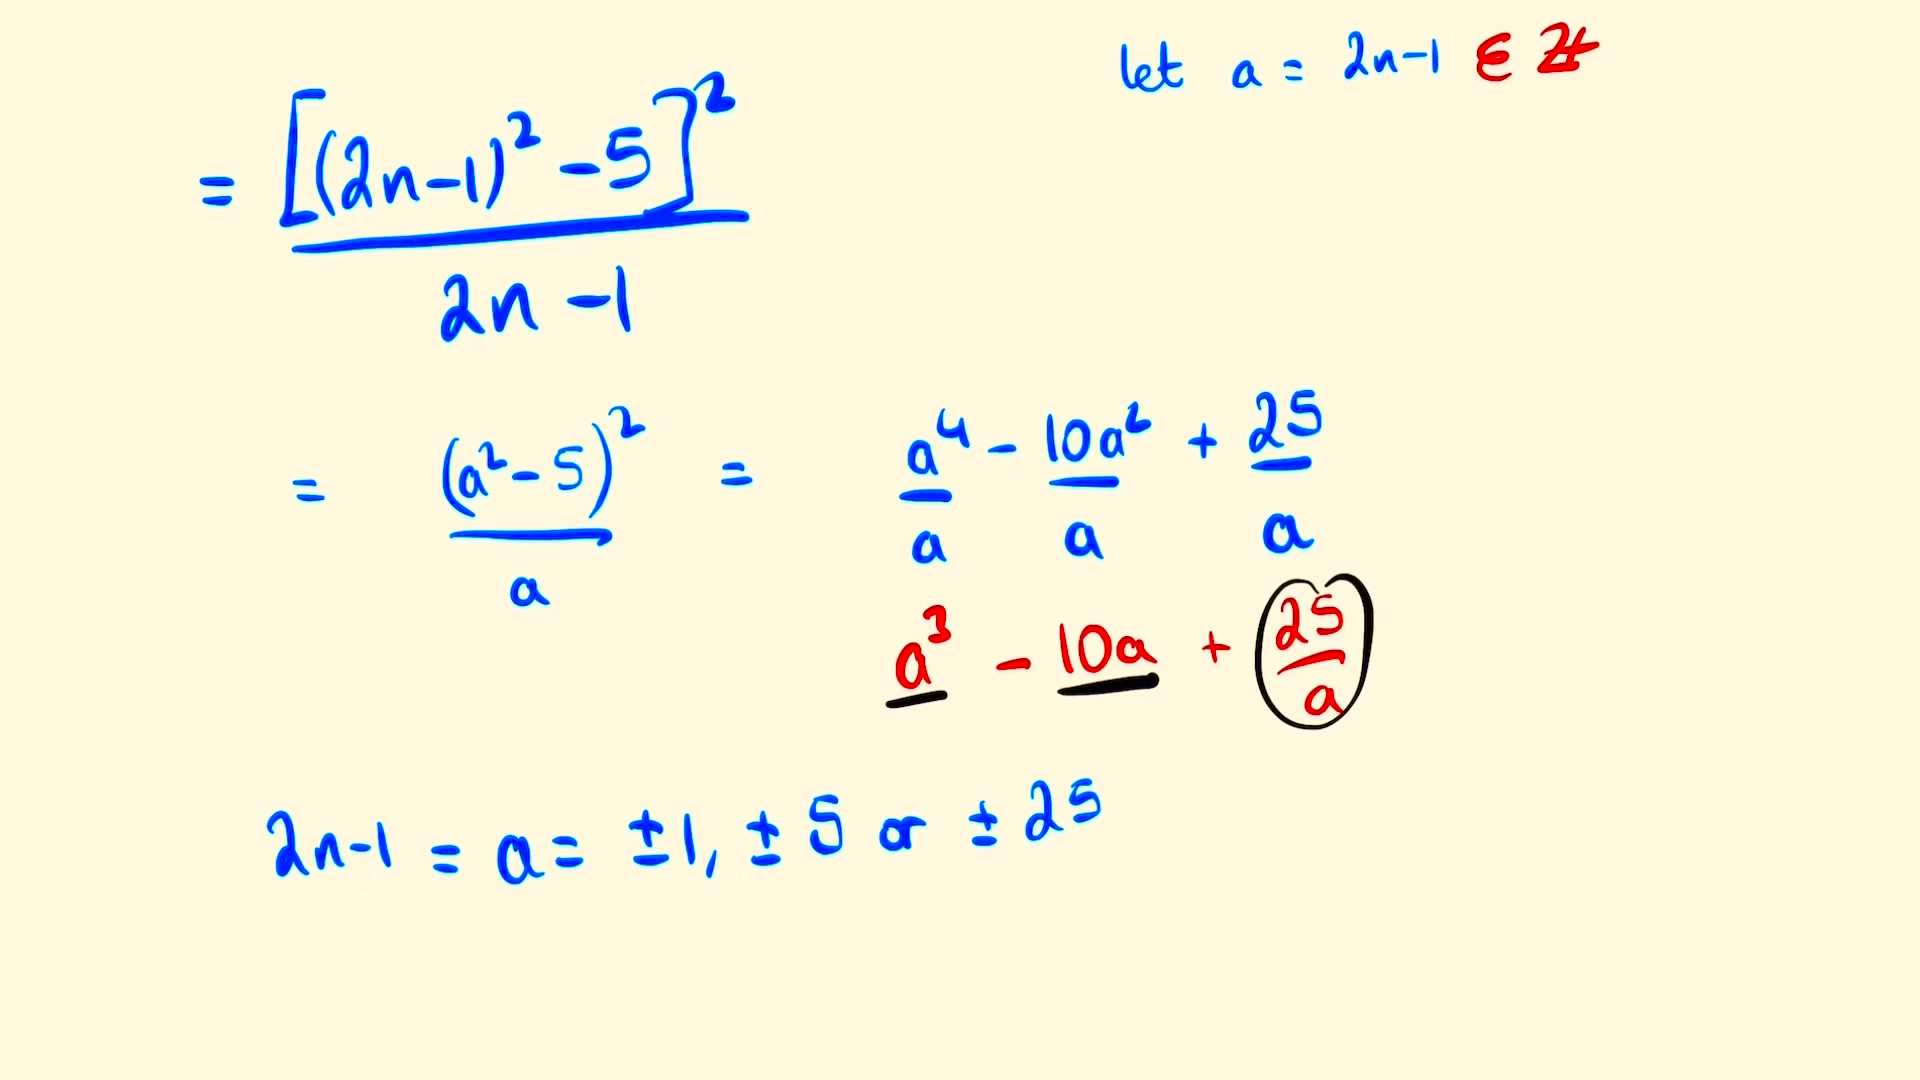 let a = 2n-1 ∈ ℤ
= [(2n-1)² - 5]²
2n - 1
= (a² - 5)² / a = a⁴/a - 10a²/a + 25/a
a³ - 10a + 25/a
2n-1 = a = ±1, ±5 or ±25